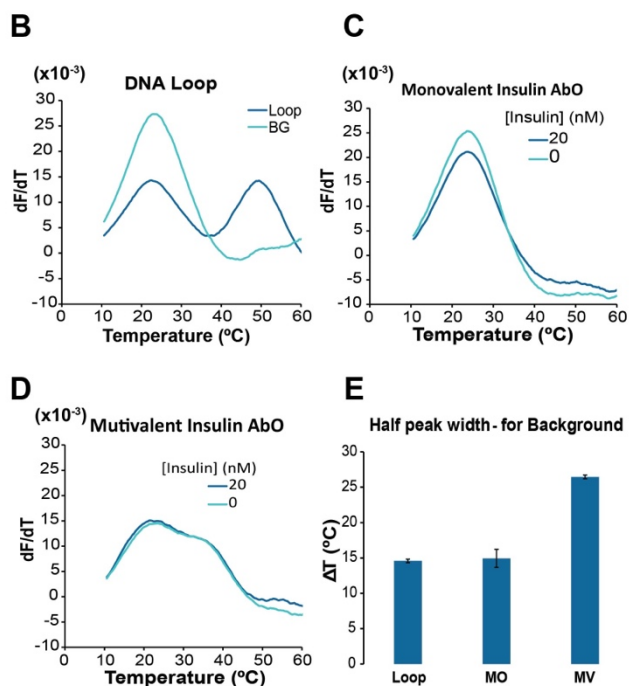 B
(x10⁻³)
DNA Loop
Loop
BG
30
25
20
15
10
5
0
-5
-10
dF/dT
0 10 20 30 40 50 60
Temperature (ºC)
C
(x10⁻³)
Monovalent Insulin AbO
[Insulin] (nM)
20
0
30
25
20
15
10
5
0
-5
-10
dF/dT
0 10 20 30 40 50 60
Temperature (ºC)
D
(x10⁻³)
Mutivalent Insulin AbO
[Insulin] (nM)
20
0
30
25
20
15
10
5
0
-5
-10
dF/dT
0 10 20 30 40 50 60
Temperature (ºC)
E
Half peak width- for Background
30
25
20
15
10
5
0
ΔT (ºC)
Loop MO MV